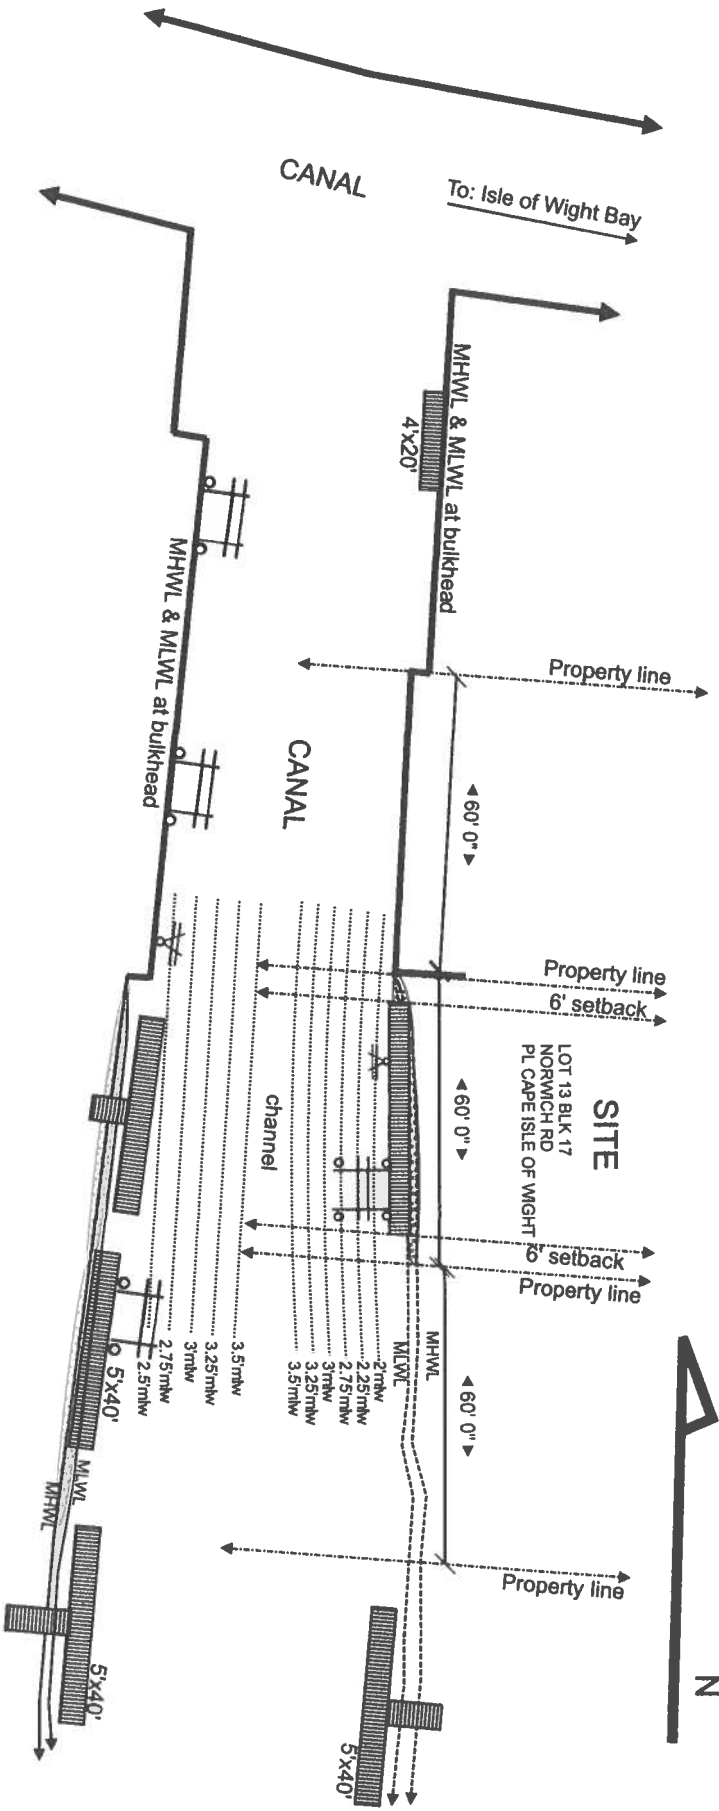 CANAL
To: Isle of Wight Bay
MHWL & MLWL at bulkhead
4'x20'
MHWL & MLWL at bulkhead
Property line
CANAL
◄ 60' 0" ►
Property line
6' setback
SITE
LOT 13 BLK 17
NORWICH RD
PL CAPE ISLE OF WIGHT
◄ 60' 0" ►
channel
6' setback
Property line
MHWL
MLWL
2'mlw
2.25'mlw
2.75'mlw
3'mlw
3.25'mlw
3.5'mlw
3.5'mlw
3.25'mlw
3'mlw
2.75'mlw
2.5'mlw
5'x40'
◄ 60' 0" ►
MLWL
MHWL
Property line
5'x40'
5'x40'
N